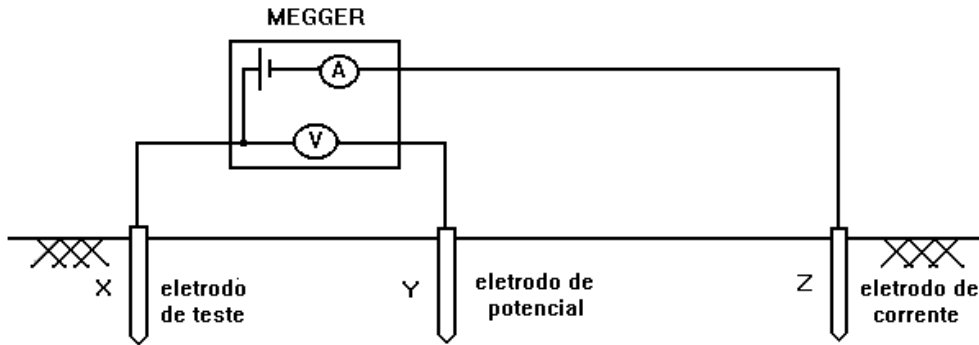 MEGGER
A
V
X
eletrodo
de teste
Y
eletrodo de
potencial
Z
eletrodo de
corrente